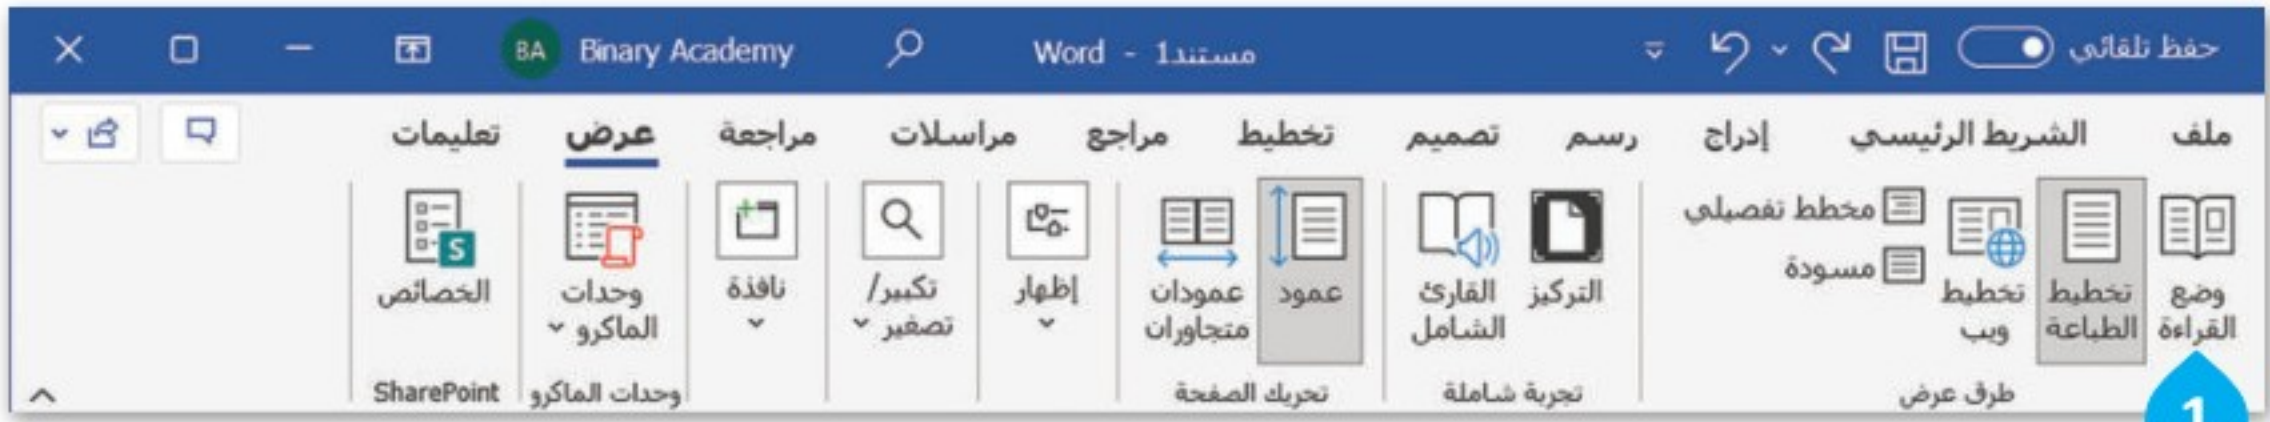 حفظ تلقائي مستند1 - Word Binary Academy BA
ملف الشريط الرئيسي إدراج رسم تصميم تخطيط مراجع مراسلات مراجعة عرض تعليمات
وضع القراءة
تخطيط الطباعة
تخطيط ويب
مخطط تفصيلي
مسودة
طرق عرض
التركيز
القارئ الشامل
تجربة شاملة
عمود
عمودان متجاوران
تحريك الصفحة
إظهار
تكبير/ تصغير
نافذة
وحدات الماكرو
وحدات الماكرو
S
الخصائص
SharePoint
1